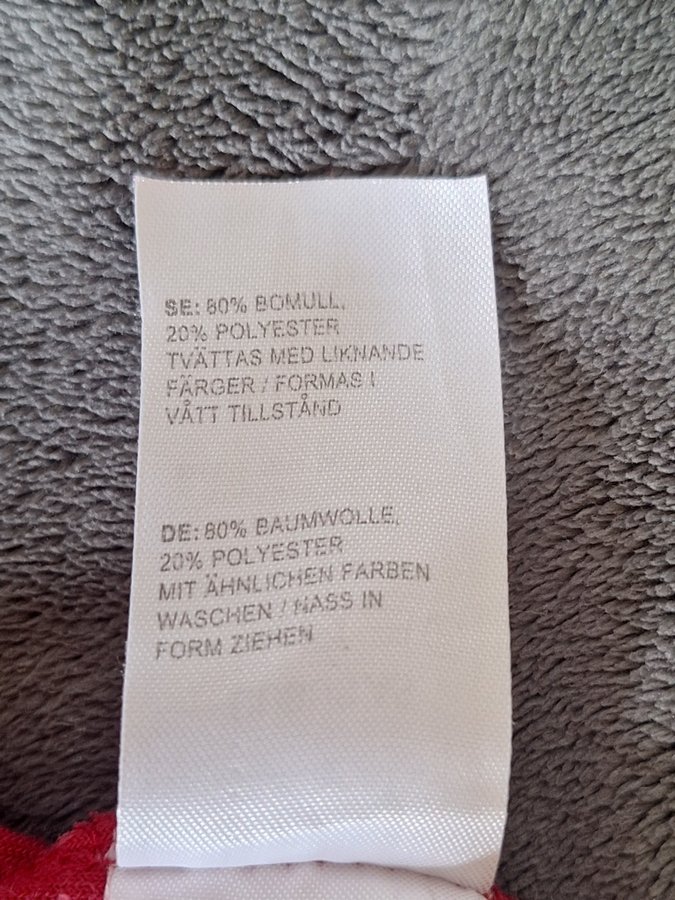 SE: 80% BOMULL,
20% POLYESTER
TVÄTTAS MED LIKNANDE
FÄRGER / FORMAS I
VÅTT TILLSTÅND
DE: 80% BAUMWOLLE,
20% POLYESTER
MIT ÄHNLICHEN FARBEN
WASCHEN / NASS IN
FORM ZIEHEN